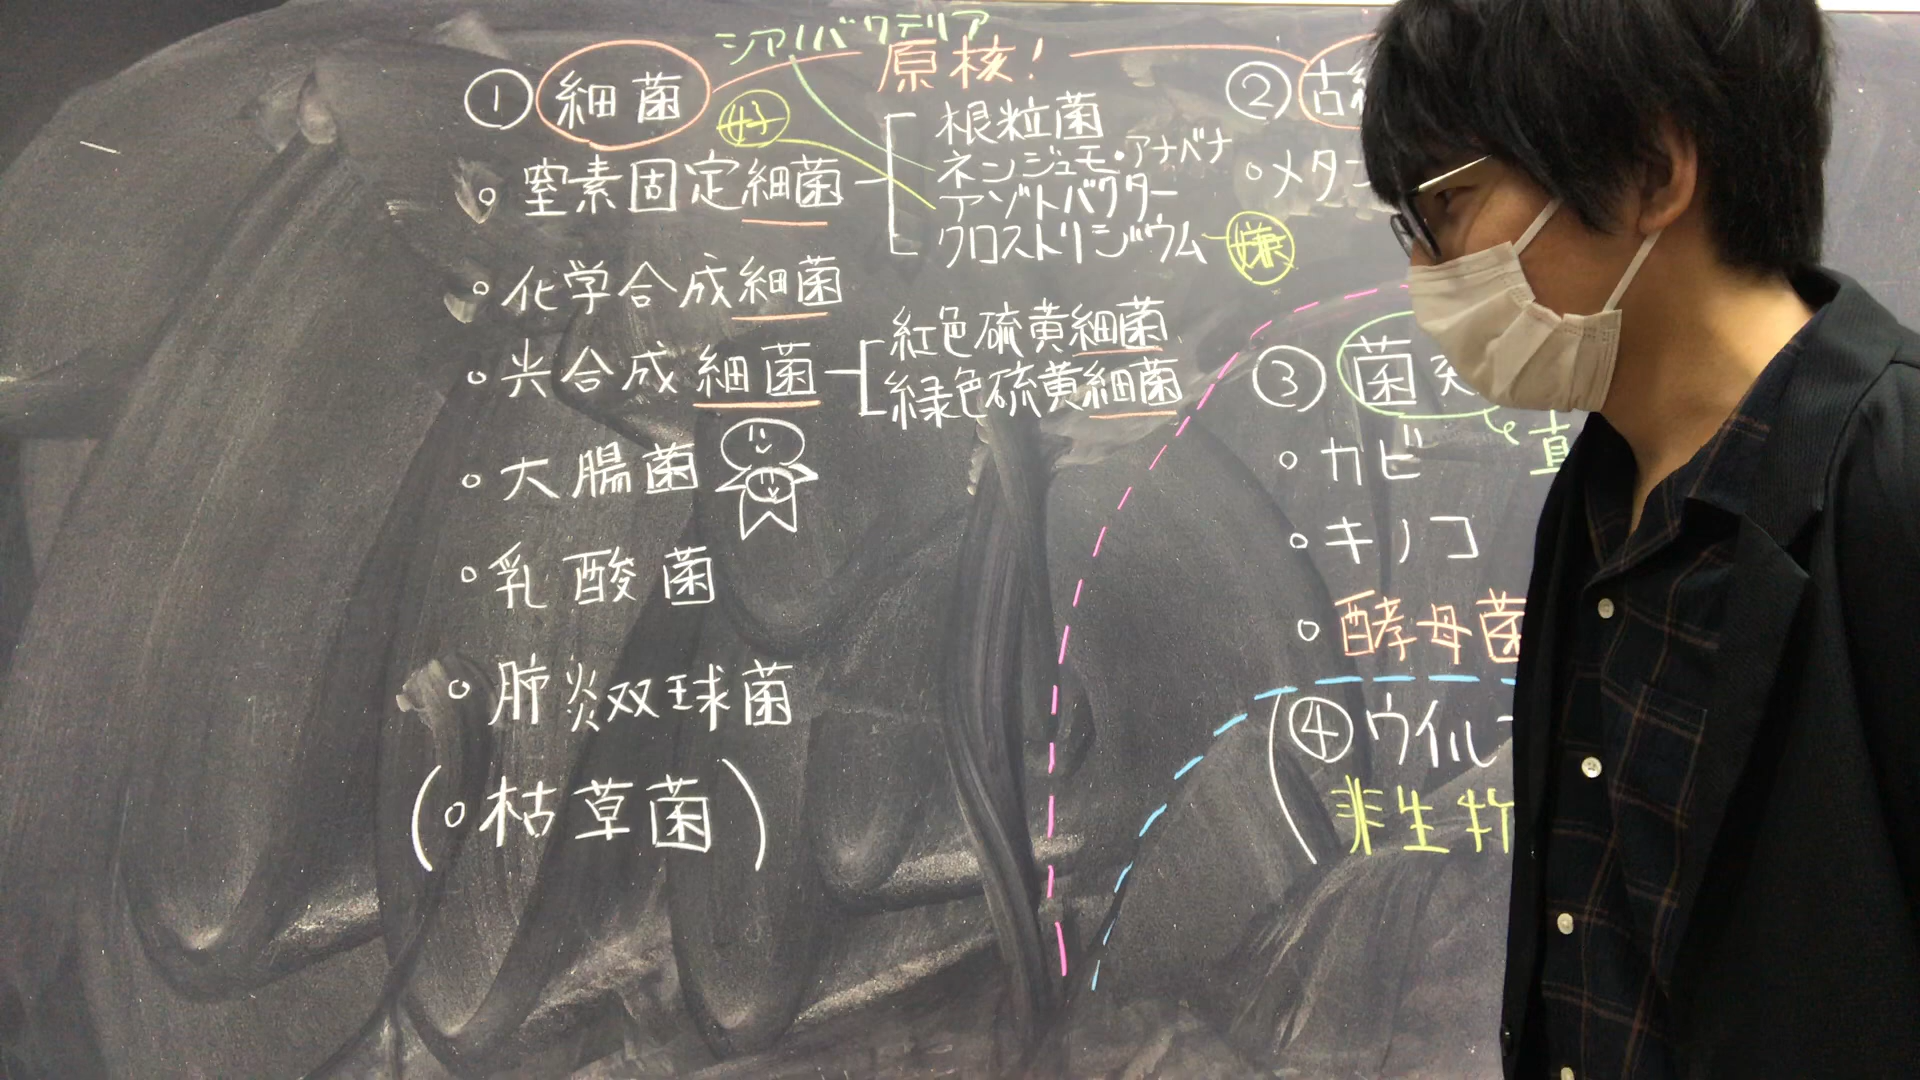 シアノバクテリア
原核!
① 細菌
好
。窒素固定細菌
根粒菌
ネンジュモ・アナベナ
アゾトバクター
クロストリジウム
嫌
。化学合成細菌
。光合成細菌
紅色硫黄細菌
緑色硫黄細菌
。大腸菌
。乳酸菌
。肺炎双球菌
(。枯草菌)
② 古
。メタ
③ 菌
。カビ
。キノコ
。酵母菌
④ ウイル
非生物